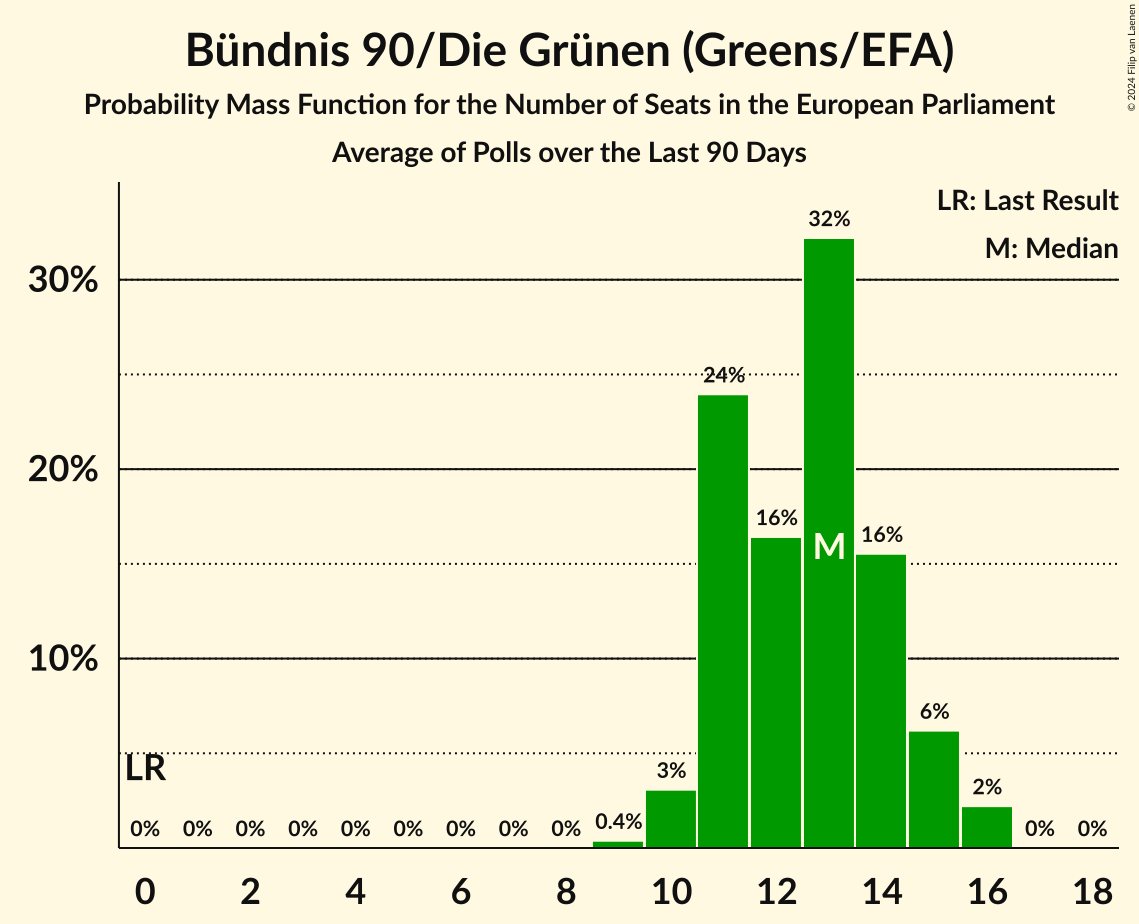 Bündnis 90/Die Grünen (Greens/EFA)
Probability Mass Function for the Number of Seats in the European Parliament
Average of Polls over the Last 90 Days
© 2024 Filip van Laenen
LR: Last Result
M: Median
30%
20%
10%
LR
M
0% 0% 0% 0% 0% 0% 0% 0% 0% 0.4% 3% 24% 16% 32% 16% 6% 2% 0% 0%
0 2 4 6 8 10 12 14 16 18